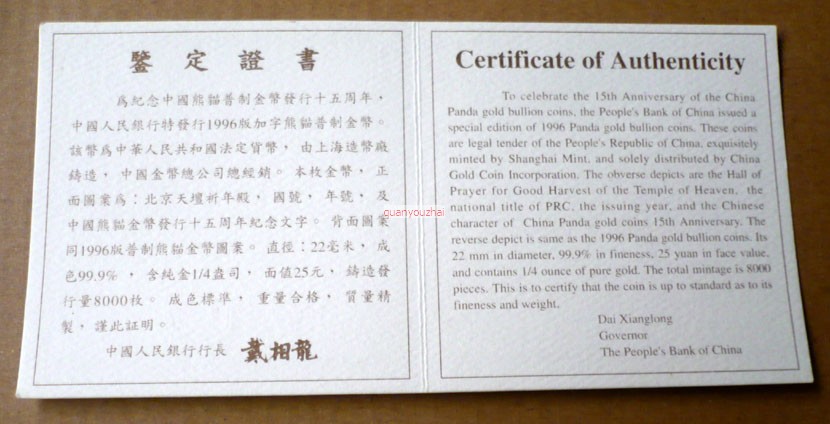 鑒定證書
爲紀念中國熊貓普制金幣發行十五周年，
中國人民銀行特發行1996版加字熊貓普制金幣。
該幣爲中華人民共和國法定貨幣，由上海造幣廠
鑄造，中國金幣總公司總經銷。本枚金幣，正
面圖案爲：北京天壇祈年殿，國號，年號，及
中國熊貓金幣發行十五周年紀念文字。背面圖案
同1996版普制熊貓金幣圖案。直徑：22毫米，成
色99.9%，含純金1/4盎司，面值25元，鑄造發
行量8000枚。成色標準，重量合格，質量精
製，謹此証明。
中國人民銀行行長 戴相龍
Certificate of Authenticity
To celebrate the 15th Anniversary of the China
Panda gold bullion coins, the People's Bank of China issued a
special edition of 1996 Panda gold bullion coins. These coins
are legal tender of the People's Republic of China, exquisitely
minted by Shanghai Mint, and solely distributed by China
Gold Coin Incorporation. The obverse depicts are the Hall of
Prayer for Good Harvest of the Temple of Heaven, the
national title of PRC, the issuing year, and the Chinese
character of China Panda gold coins 15th Anniversary. The
reverse depict is same as the 1996 Panda gold bullion coins. Its
22 mm in diameter, 99.9% in fineness, 25 yuan in face value,
and contains 1/4 ounce of pure gold. The total mintage is 8000
pieces. This is to certify that the coin is up to standard as to its
fineness and weight.
Dai Xianglong
Governor
The People's Bank of China
quanyouzhai